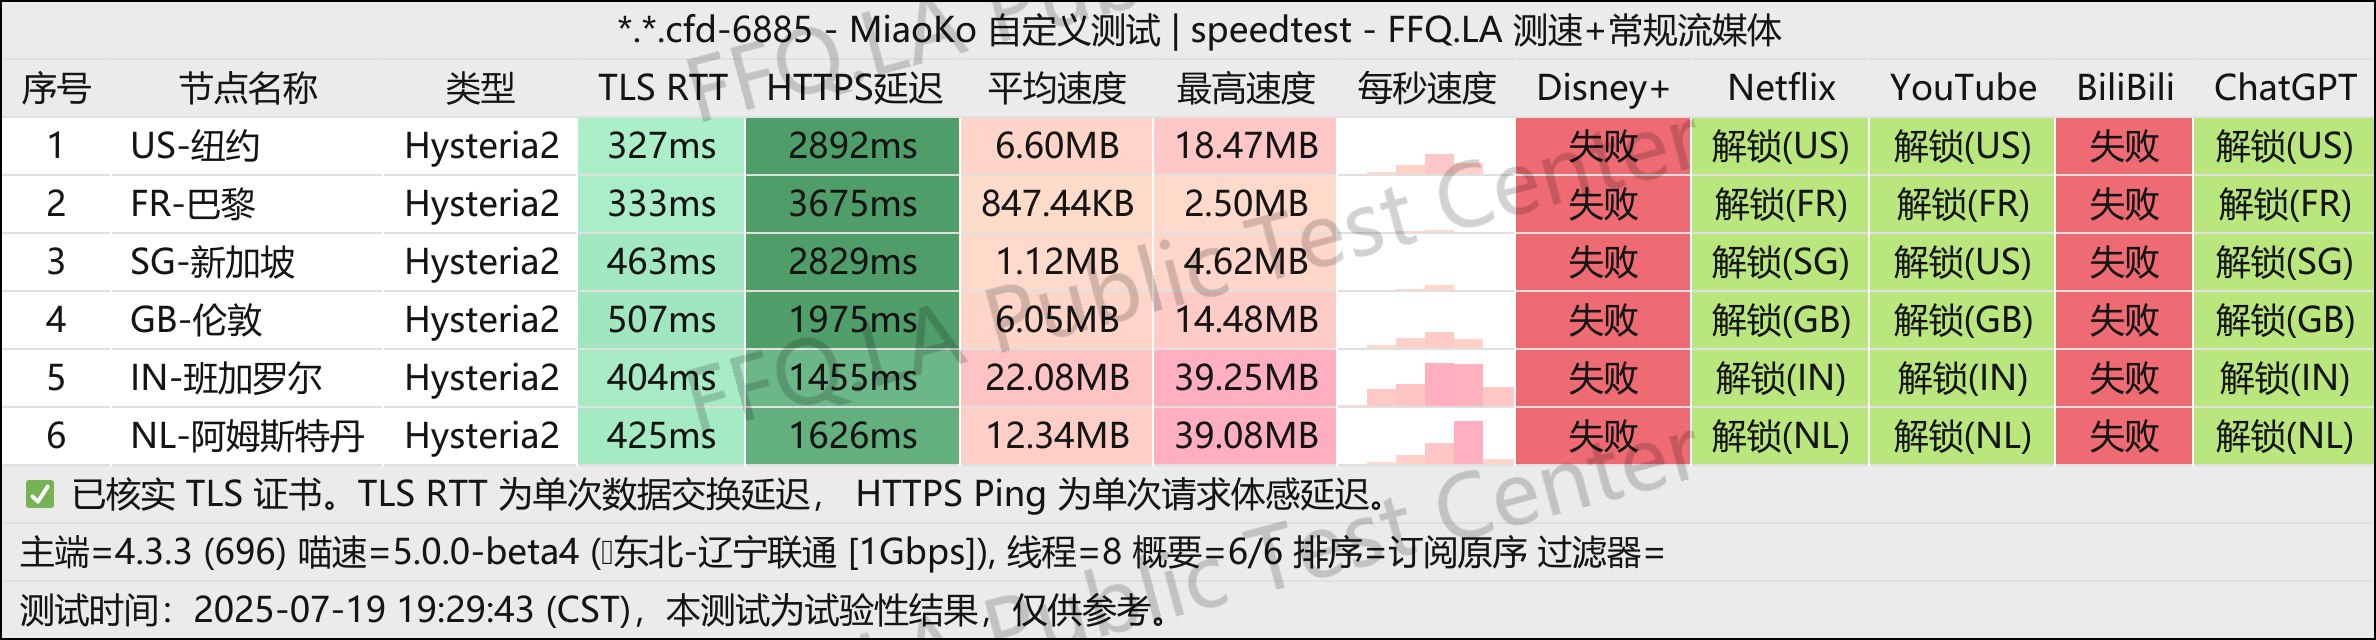 *.*.cfd-6885 - MiaoKo 自定义测试 | speedtest - FFQ.LA 测速+常规流媒体
序号 节点名称 类型 TLS RTT HTTPS延迟 平均速度 最高速度 每秒速度 Disney+ Netflix YouTube BiliBili ChatGPT
1 US-纽约 Hysteria2 327ms 2892ms 6.60MB 18.47MB 失败 解锁(US) 解锁(US) 失败 解锁(US)
2 FR-巴黎 Hysteria2 333ms 3675ms 847.44KB 2.50MB 失败 解锁(FR) 解锁(FR) 失败 解锁(FR)
3 SG-新加坡 Hysteria2 463ms 2829ms 1.12MB 4.62MB 失败 解锁(SG) 解锁(US) 失败 解锁(SG)
4 GB-伦敦 Hysteria2 507ms 1975ms 6.05MB 14.48MB 失败 解锁(GB) 解锁(GB) 失败 解锁(GB)
5 IN-班加罗尔 Hysteria2 404ms 1455ms 22.08MB 39.25MB 失败 解锁(IN) 解锁(IN) 失败 解锁(IN)
6 NL-阿姆斯特丹 Hysteria2 425ms 1626ms 12.34MB 39.08MB 失败 解锁(NL) 解锁(NL) 失败 解锁(NL)
✅ 已核实 TLS 证书。TLS RTT 为单次数据交换延迟， HTTPS Ping 为单次请求体感延迟。
主端=4.3.3 (696) 喵速=5.0.0-beta4 (东北-辽宁联通 [1Gbps]), 线程=8 概要=6/6 排序=订阅原序 过滤器=
测试时间：2025-07-19 19:29:43 (CST)，本测试为试验性结果，仅供参考。
FFQ.LA Public Test Center